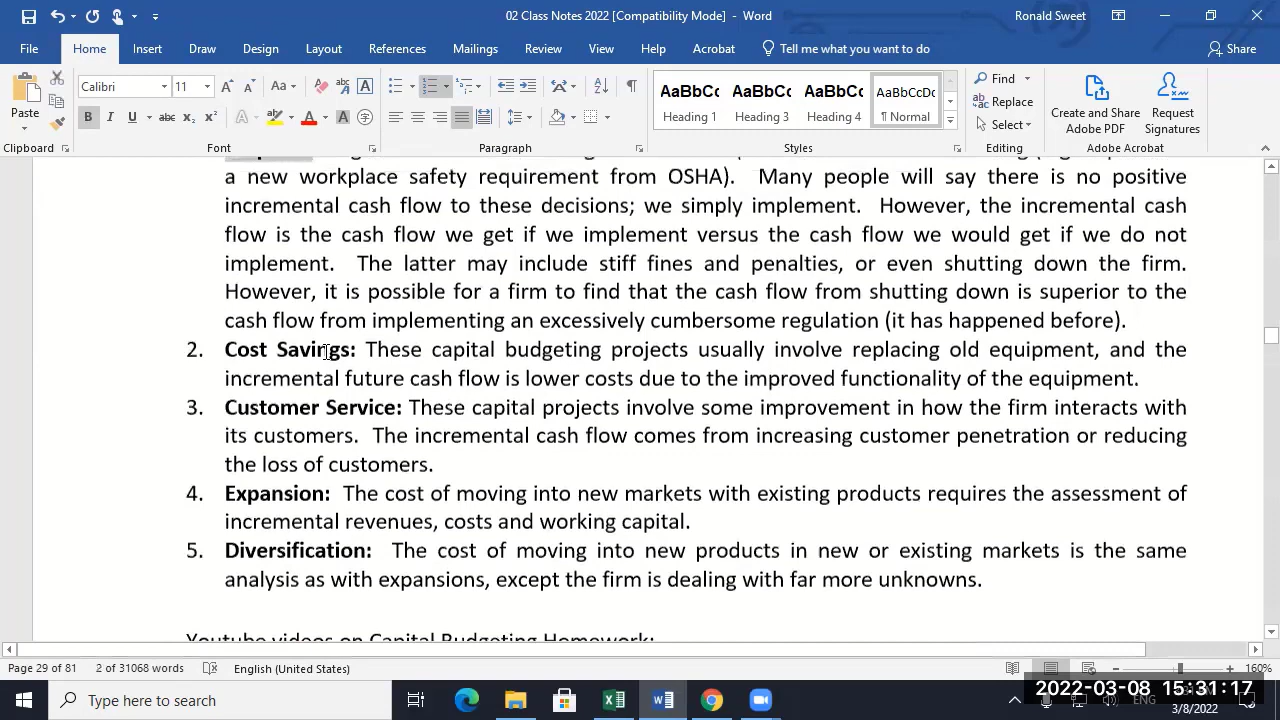 02 Class Notes 2022 [Compatibility Mode] - Word
Ronald Sweet
File Home Insert Draw Design Layout References Mailings Review View Help Acrobat Tell me what you want to do Share
Calibri 11
Paste
Clipboard Font Paragraph Styles Editing Adobe Acrobat
AaBbCc Heading 1
AaBbCc Heading 3
AaBbCc Heading 4
AaBbCcDc ¶ Normal
Find
Replace
Select
Create and Share Adobe PDF
Request Signatures
a new workplace safety requirement from OSHA). Many people will say there is no positive
incremental cash flow to these decisions; we simply implement. However, the incremental cash
flow is the cash flow we get if we implement versus the cash flow we would get if we do not
implement. The latter may include stiff fines and penalties, or even shutting down the firm.
However, it is possible for a firm to find that the cash flow from shutting down is superior to the
cash flow from implementing an excessively cumbersome regulation (it has happened before).
2. Cost Savings: These capital budgeting projects usually involve replacing old equipment, and the
incremental future cash flow is lower costs due to the improved functionality of the equipment.
3. Customer Service: These capital projects involve some improvement in how the firm interacts with
its customers. The incremental cash flow comes from increasing customer penetration or reducing
the loss of customers.
4. Expansion: The cost of moving into new markets with existing products requires the assessment of
incremental revenues, costs and working capital.
5. Diversification: The cost of moving into new products in new or existing markets is the same
analysis as with expansions, except the firm is dealing with far more unknowns.
Youtube videos on Capital Budgeting Homework:
Page 29 of 81 2 of 31068 words English (United States) 160%
Type here to search
2022-03-08 15:31:17
ENG
3/8/2022